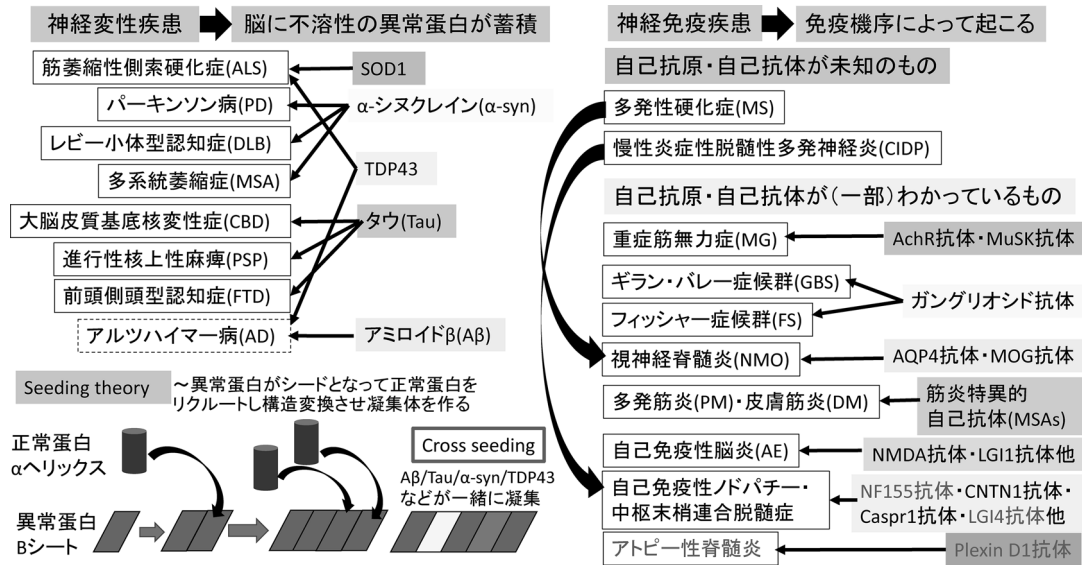 神経変性疾患
脳に不溶性の異常蛋白が蓄積
筋萎縮性側索硬化症(ALS)
SOD1
パーキンソン病(PD)
α-シヌクレイン(α-syn)
レビー小体型認知症(DLB)
多系統萎縮症(MSA)
TDP43
大脳皮質基底核変性症(CBD)
タウ(Tau)
進行性核上性麻痺(PSP)
前頭側頭型認知症(FTD)
アルツハイマー病(AD)
アミロイドβ(Aβ)
Seeding theory
～異常蛋白がシードとなって正常蛋白を
リクルートし構造変換させ凝集体を作る
正常蛋白
αヘリックス
Cross seeding
Aβ/Tau/α-syn/TDP43
などが一緒に凝集
異常蛋白
Bシート
神経免疫疾患
免疫機序によって起こる
自己抗原・自己抗体が未知のもの
多発性硬化症(MS)
慢性炎症性脱髄性多発神経炎(CIDP)
自己抗原・自己抗体が(一部)わかっているもの
重症筋無力症(MG)
AchR抗体・MuSK抗体
ギラン・バレー症候群(GBS)
ガングリオシド抗体
フィッシャー症候群(FS)
視神経脊髄炎(NMO)
AQP4抗体・MOG抗体
多発筋炎(PM)・皮膚筋炎(DM)
筋炎特異的
自己抗体(MSAs)
自己免疫性脳炎(AE)
NMDA抗体・LGI1抗体他
自己免疫性ノドパチー・
中枢末梢連合脱髄症
NF155抗体・CNTN1抗体・
Caspr1抗体・LGI4抗体他
アトピー性脊髄炎
Plexin D1抗体